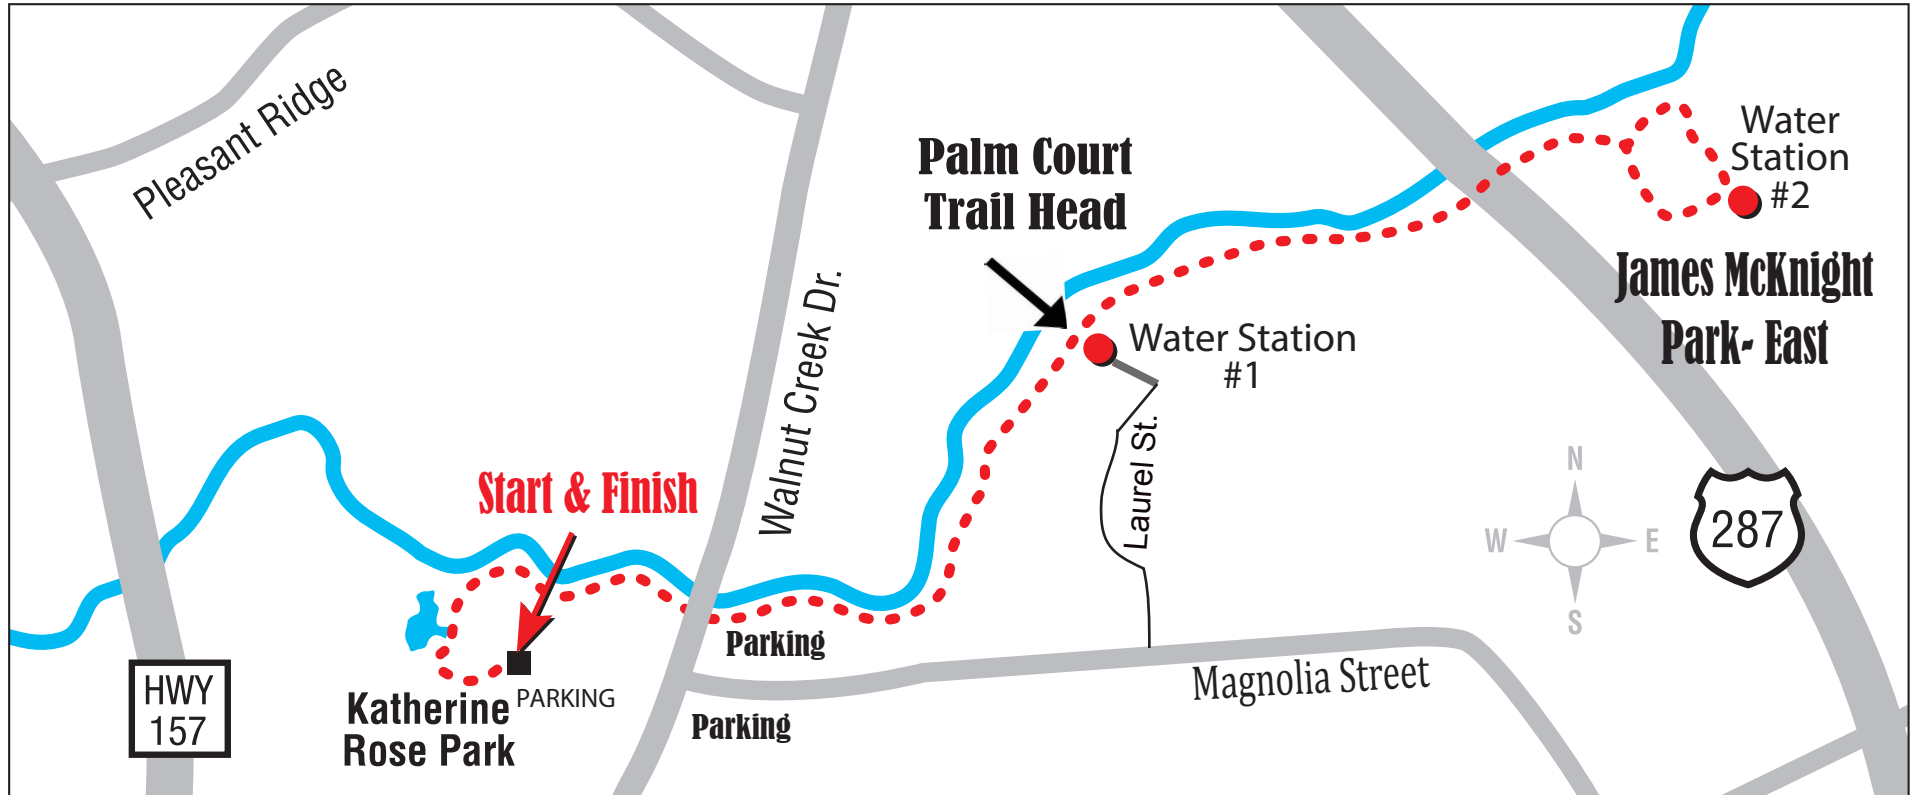 Pleasant Ridge
Palm Court
Trail Head
Water
Station
#2
James McKnight
Park- East
Walnut Creek Dr.
Water Station
#1
Laurel St.
Start & Finish
N
W
E
S
287
Parking
Magnolia Street
HWY
157
PARKING
Katherine
Rose Park
Parking